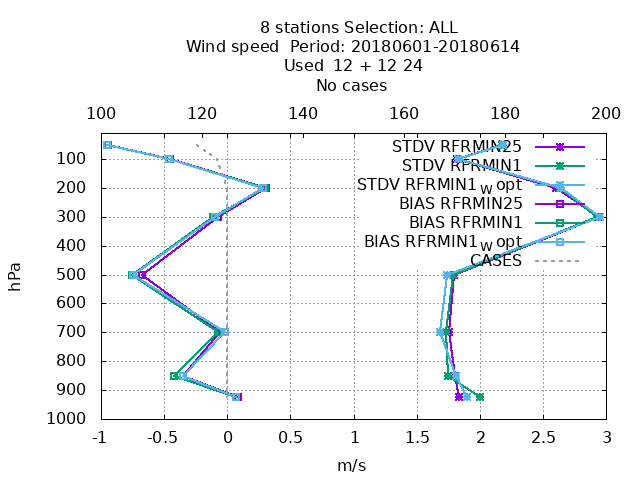 8 stations Selection: ALL
Wind speed  Period: 20180601-20180614
Used  12 + 12 24
No cases
100 120 140 160 180 200
STDV RFRMIN25
STDV RFRMIN1
STDV RFRMIN1W opt
BIAS RFRMIN25
BIAS RFRMIN1
BIAS RFRMIN1W opt
CASES
100
200
300
400
500
600
700
800
900
1000
hPa
-1 -0.5 0 0.5 1 1.5 2 2.5 3
m/s